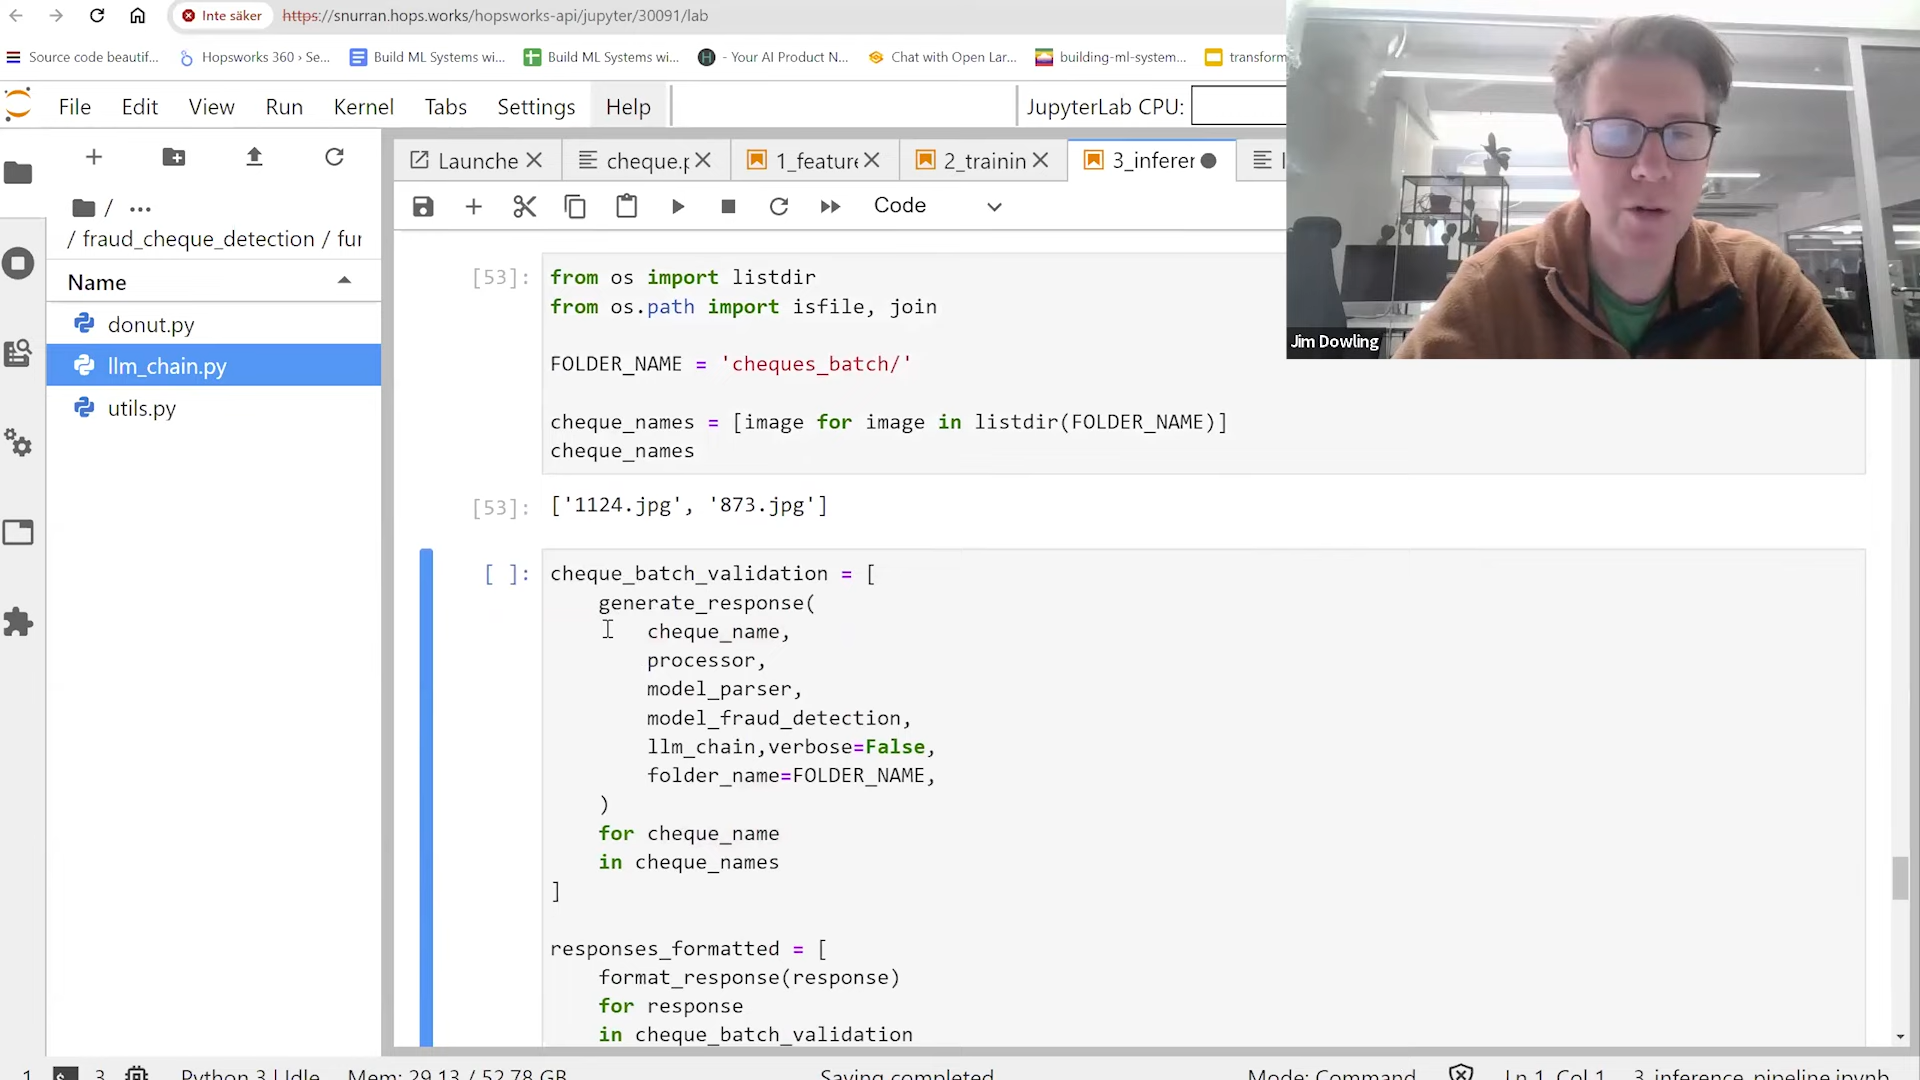 Inte säker https://snurran.hops.works/hopsworks-api/jupyter/30091/lab
Source code beautif... Hopsworks 360 › Se... Build ML Systems wi... Build ML Systems wi... - Your AI Product N... Chat with Open Lar... building-ml-system... transform
File Edit View Run Kernel Tabs Settings Help JupyterLab CPU:
Launche cheque.p 1_feature 2_trainin 3_inferer
Code
/ ...
/ fraud_cheque_detection / fur
Name
donut.py
llm_chain.py
utils.py
[53]:
from os import listdir
from os.path import isfile, join
FOLDER_NAME = 'cheques_batch/'
cheque_names = [image for image in listdir(FOLDER_NAME)]
cheque_names
[53]: ['1124.jpg', '873.jpg']
[ ]:
cheque_batch_validation = [
generate_response(
cheque_name,
processor,
model_parser,
model_fraud_detection,
llm_chain,verbose=False,
folder_name=FOLDER_NAME,
)
for cheque_name
in cheque_names
]
responses_formatted = [
format_response(response)
for response
in cheque_batch_validation
Jim Dowling
1 3 Python 3 | Idle Mem: 29.13 / 52.78 GB Saving completed Mode: Command Ln 1, Col 1 3_inference_pipeline.ipynb